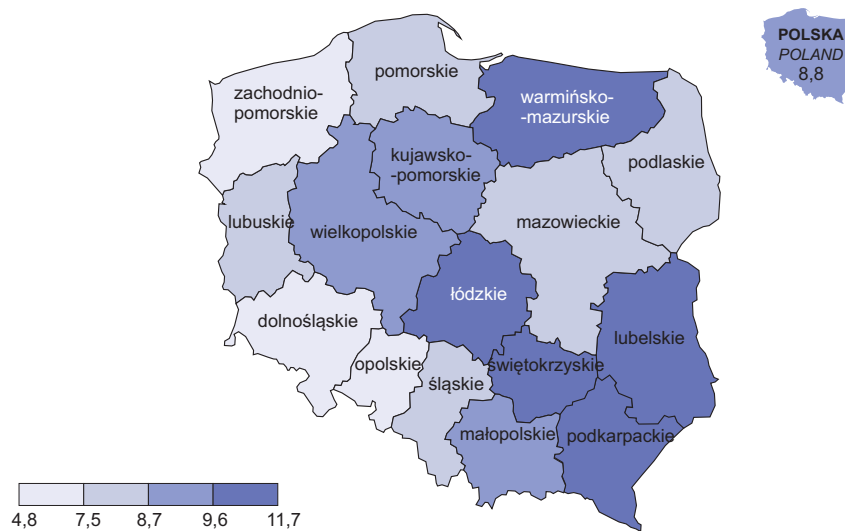 POLSKA
POLAND
8,8
pomorskie
zachodnio-
pomorskie
warmińsko-
-mazurskie
kujawsko-
-pomorskie
podlaskie
lubuskie
wielkopolskie
mazowieckie
łódzkie
dolnośląskie
lubelskie
opolskie
śląskie
świętokrzyskie
małopolskie
podkarpackie
4,8 7,5 8,7 9,6 11,7